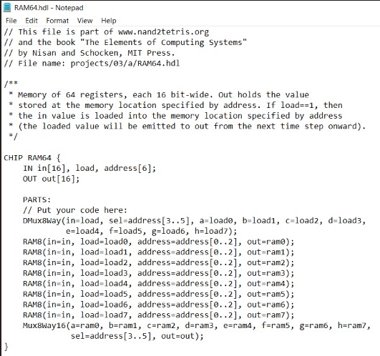 RAM64.hdl - Notepad
File Edit Format View Help
// This file is part of www.nand2tetris.org
// and the book "The Elements of Computing Systems"
// by Nisan and Schocken, MIT Press.
// File name: projects/03/a/RAM64.hdl

/**
 * Memory of 64 registers, each 16 bit-wide. Out holds the value
 * stored at the memory location specified by address. If load==1, then
 * the in value is loaded into the memory location specified by address
 * (the loaded value will be emitted to out from the next time step onward).
 */

CHIP RAM64 {
    IN in[16], load, address[6];
    OUT out[16];

    PARTS:
    // Put your code here:
    DMux8Way(in=load, sel=address[3..5], a=load0, b=load1, c=load2, d=load3,
             e=load4, f=load5, g=load6, h=load7);
    RAM8(in=in, load=load0, address=address[0..2], out=ram0);
    RAM8(in=in, load=load1, address=address[0..2], out=ram1);
    RAM8(in=in, load=load2, address=address[0..2], out=ram2);
    RAM8(in=in, load=load3, address=address[0..2], out=ram3);
    RAM8(in=in, load=load4, address=address[0..2], out=ram4);
    RAM8(in=in, load=load5, address=address[0..2], out=ram5);
    RAM8(in=in, load=load6, address=address[0..2], out=ram6);
    RAM8(in=in, load=load7, address=address[0..2], out=ram7);
    Mux8Way16(a=ram0, b=ram1, c=ram2, d=ram3, e=ram4, f=ram5, g=ram6, h=ram7,
              sel=address[3..5], out=out);
}